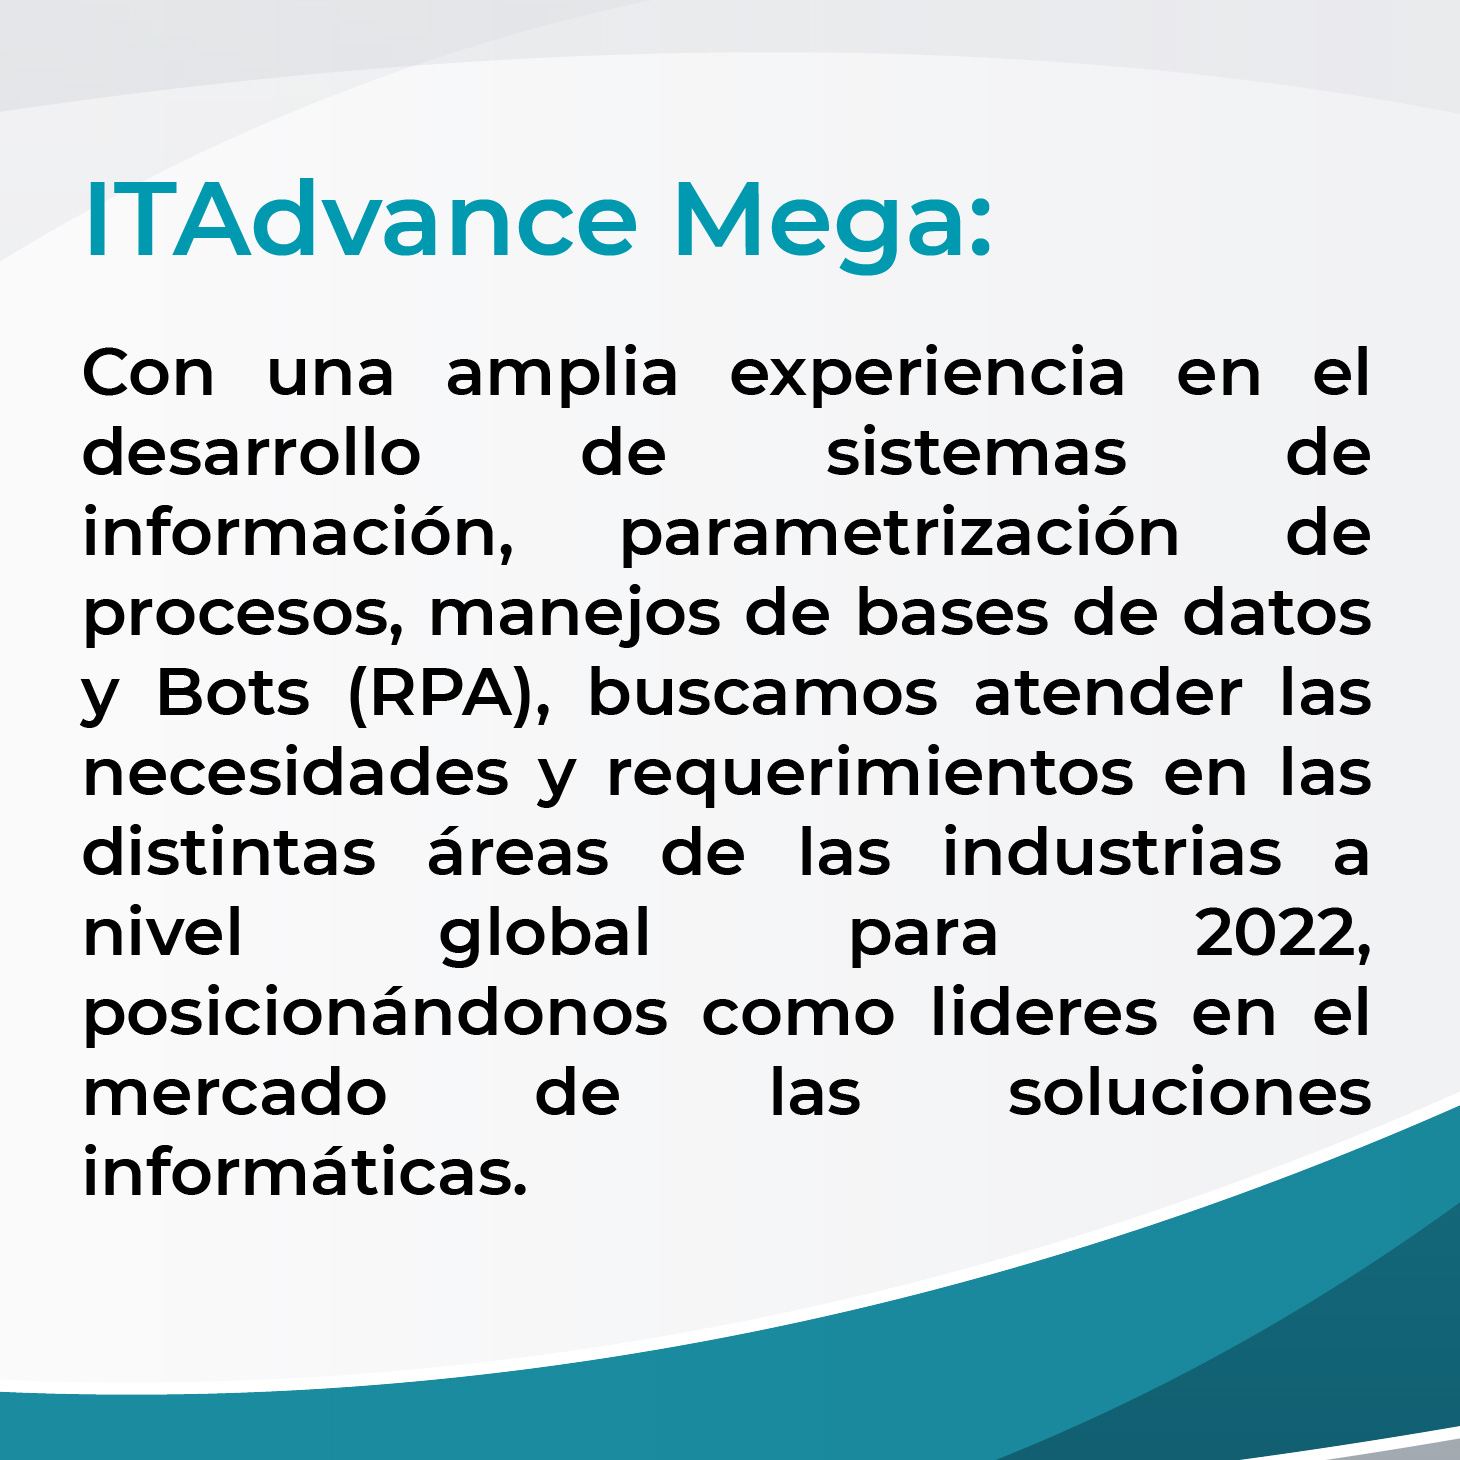 ITAdvance Mega:
Con una amplia experiencia en el
desarrollo de sistemas de
información, parametrización de
procesos, manejos de bases de datos
y Bots (RPA), buscamos atender las
necesidades y requerimientos en las
distintas áreas de las industrias a
nivel global para 2022,
posicionándonos como lideres en el
mercado de las soluciones
informáticas.